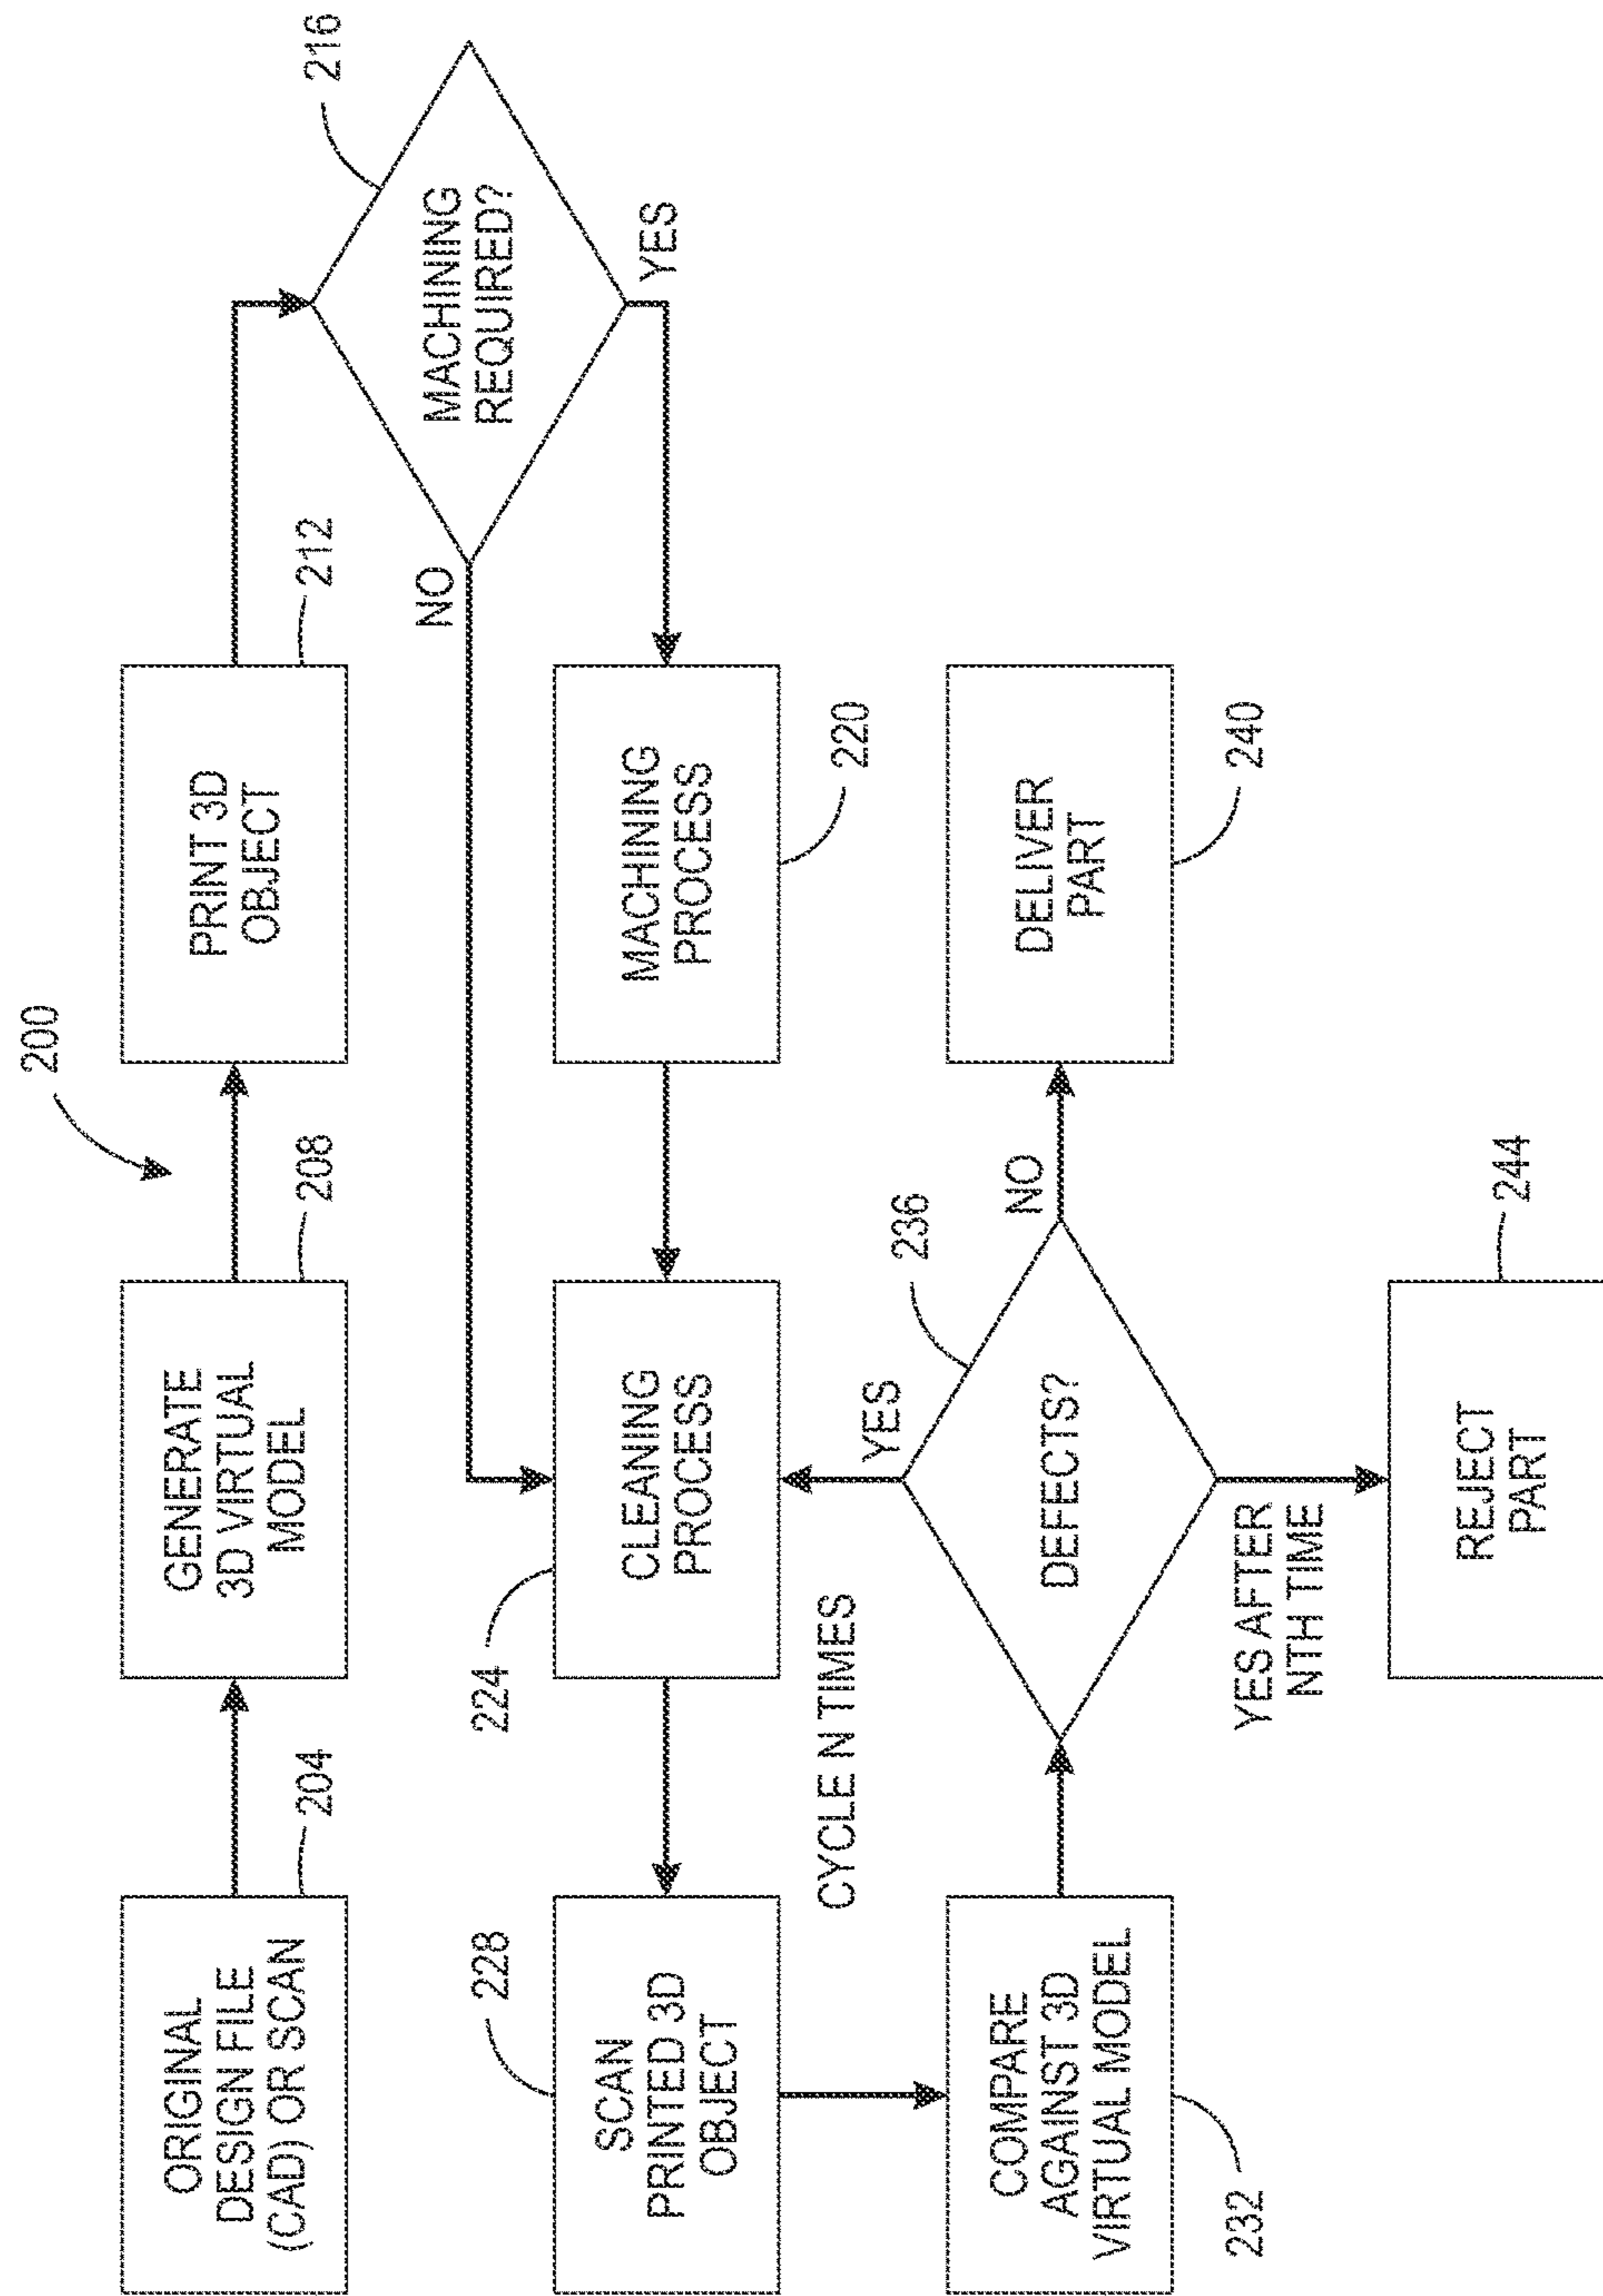 200
ORIGINAL
DESIGN FILE
(CAD) OR SCAN
204
GENERATE
3D VIRTUAL
MODEL
208
PRINT 3D
OBJECT
212
MACHINING
REQUIRED?
216
NO
YES
MACHINING
PROCESS
220
CLEANING
PROCESS
224
SCAN
PRINTED 3D
OBJECT
228
CYCLE N TIMES
COMPARE
AGAINST 3D
VIRTUAL MODEL
232
DEFECTS?
236
YES
NO
DELIVER
PART
240
YES AFTER
NTH TIME
REJECT
PART
244